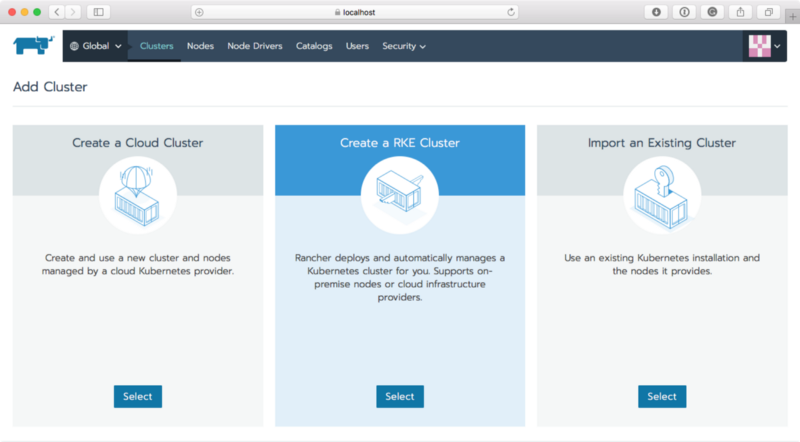 localhost
Global Clusters Nodes Node Drivers Catalogs Users Security
Add Cluster
Create a Cloud Cluster
Create and use a new cluster and nodes
managed by a cloud Kubernetes provider.
Select
Create a RKE Cluster
Rancher deploys and automatically manages a
Kubernetes cluster for you. Supports on-
premise nodes or cloud infrastructure
providers.
Select
Import an Existing Cluster
Use an existing Kubernetes installation and
the nodes it provides.
Select